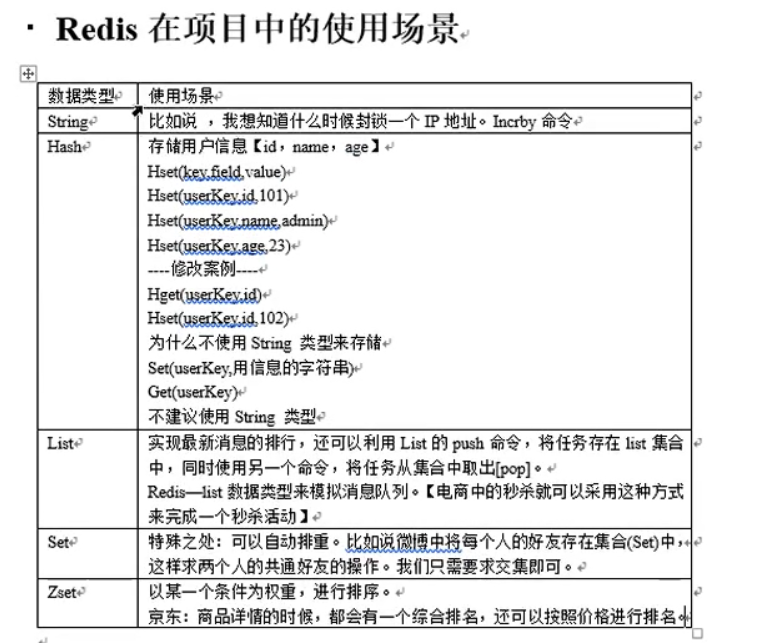 · Redis 在项目中的使用场景
数据类型 使用场景
String 比如说 ，我想知道什么时候封锁一个 IP 地址。Incrby 命令
Hash 存储用户信息【id，name，age】
Hset(key,field,value)
Hset(userKey,id,101)
Hset(userKey,name,admin)
Hset(userKey,age,23)
----修改案例----
Hget(userKey,id)
Hset(userKey,id,102)
为什么不使用 String 类型来存储
Set(userKey,用信息的字符串)
Get(userKey)
不建议使用 String 类型
List 实现最新消息的排行，还可以利用 List 的 push 命令，将任务存在 list 集合
中，同时使用另一个命令，将任务从集合中取出[pop]。
Redis—list 数据类型来模拟消息队列。【电商中的秒杀就可以采用这种方式
来完成一个秒杀活动】
Set 特殊之处：可以自动排重。比如说微博中将每个人的好友存在集合(Set)中，
这样求两个人的共通好友的操作。我们只需要求交集即可。
Zset 以某一个条件为权重，进行排序。
京东：商品详情的时候，都会有一个综合排名，还可以按照价格进行排名。